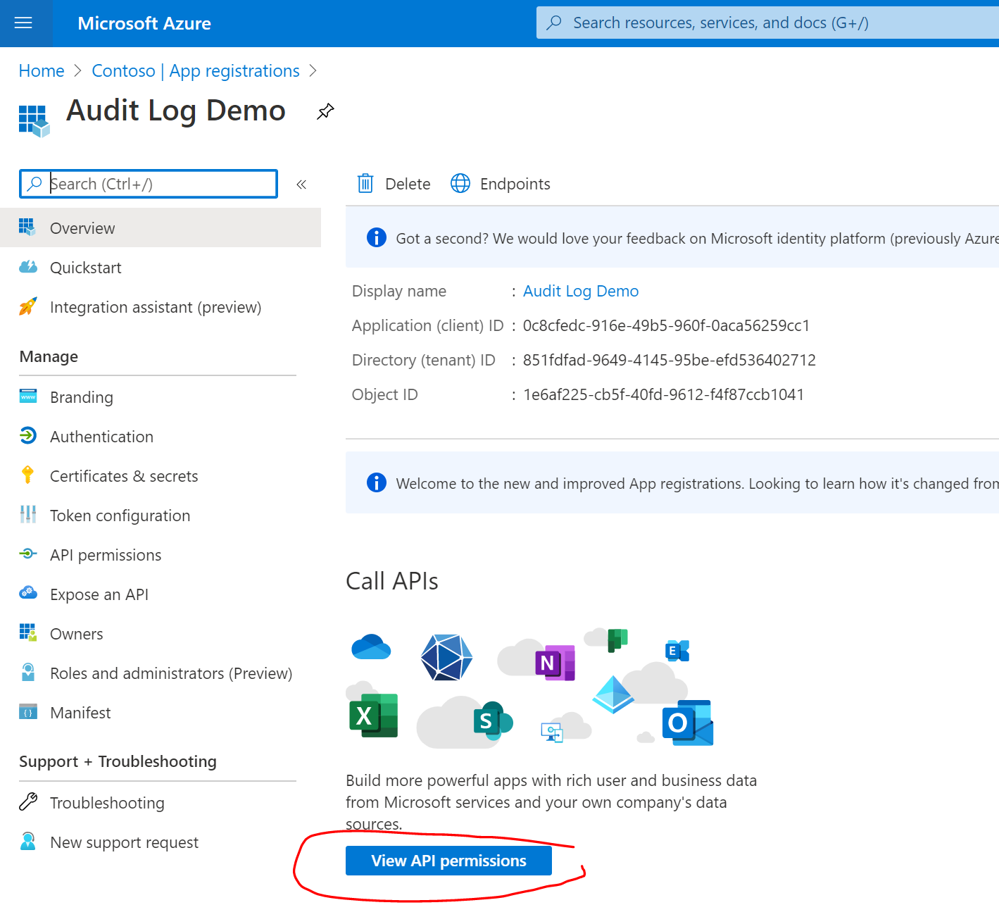 Microsoft Azure
Search resources, services, and docs (G+/)
Home > Contoso | App registrations >
Audit Log Demo
Search (Ctrl+/)
«
Delete
Endpoints
Overview
Quickstart
Integration assistant (preview)
Manage
Branding
Authentication
Certificates & secrets
Token configuration
API permissions
Expose an API
Owners
Roles and administrators (Preview)
Manifest
Support + Troubleshooting
Troubleshooting
New support request
Got a second? We would love your feedback on Microsoft identity platform (previously Azure
Display name : Audit Log Demo
Application (client) ID : 0c8cfedc-916e-49b5-960f-0aca56259cc1
Directory (tenant) ID : 851fdfad-9649-4145-95be-efd536402712
Object ID : 1e6af225-cb5f-40fd-9612-f4f87ccb1041
Welcome to the new and improved App registrations. Looking to learn how it's changed from
Call APIs
N
E
X
S
O
Build more powerful apps with rich user and business data
from Microsoft services and your own company's data
sources.
View API permissions